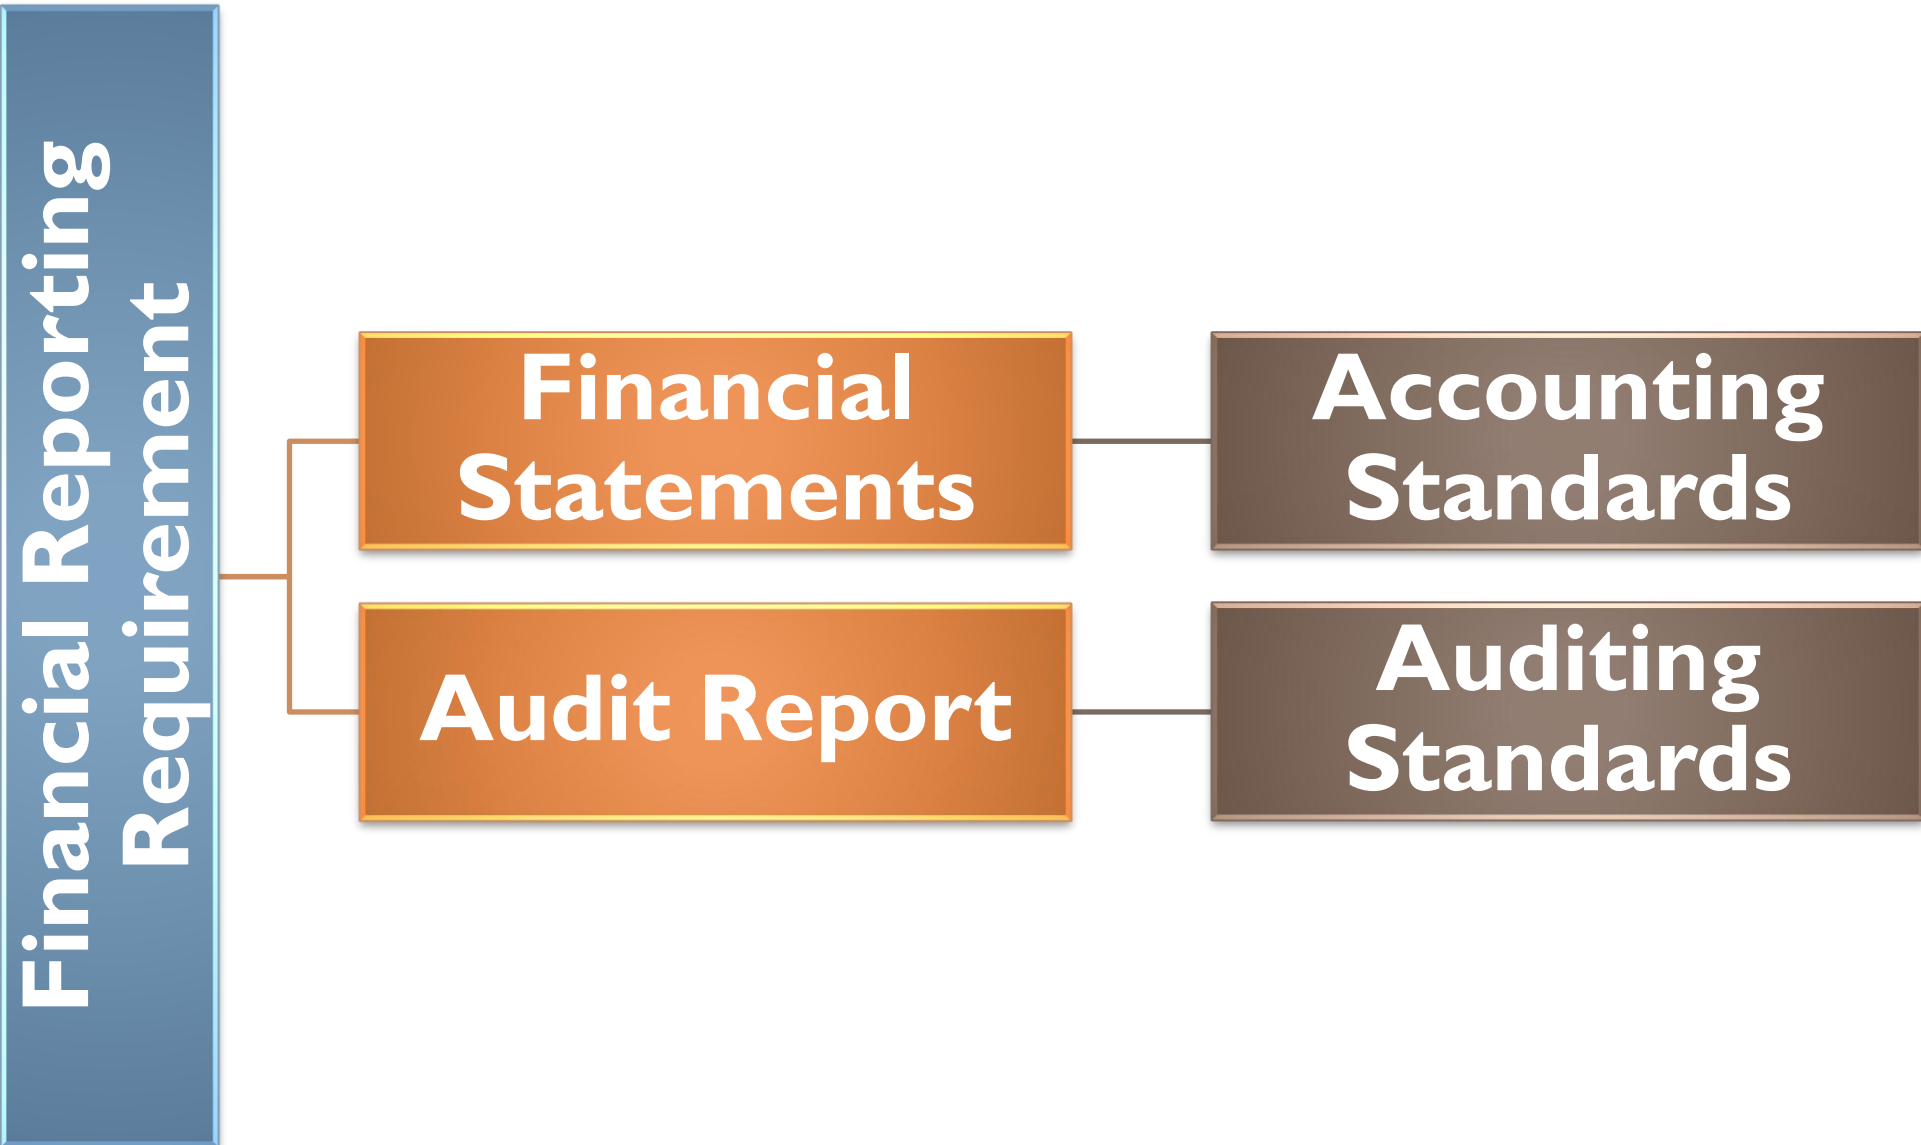 Financial Reporting
Requirement
Financial
Statements
Accounting
Standards
Audit Report
Auditing
Standards